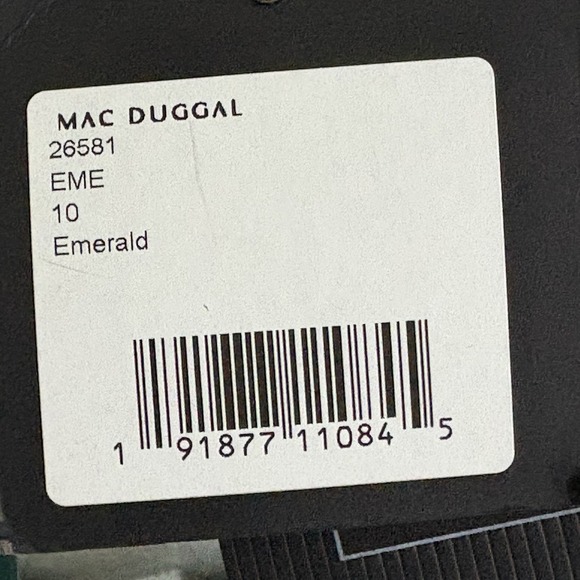 MAC DUGGAL
26581
EME
10
Emerald
1 91877 11084 5